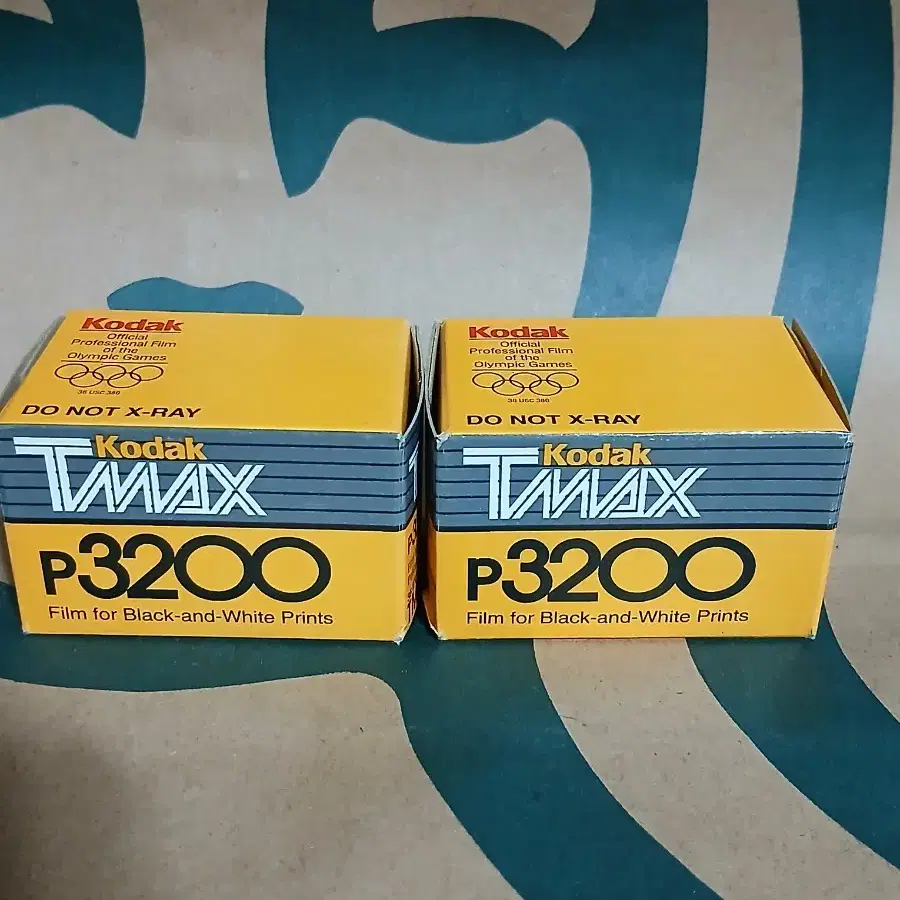 Kodak
Official
Professional Film
of the
Olympic Games
36 USC 380
DO NOT X-RAY
Kodak
TMAX
P3200
Film for Black-and-White Prints
Kodak
Official
Professional Film
of the
Olympic Games
36 USC 380
DO NOT X-RAY
Kodak
TMAX
P3200
Film for Black-and-White Prints